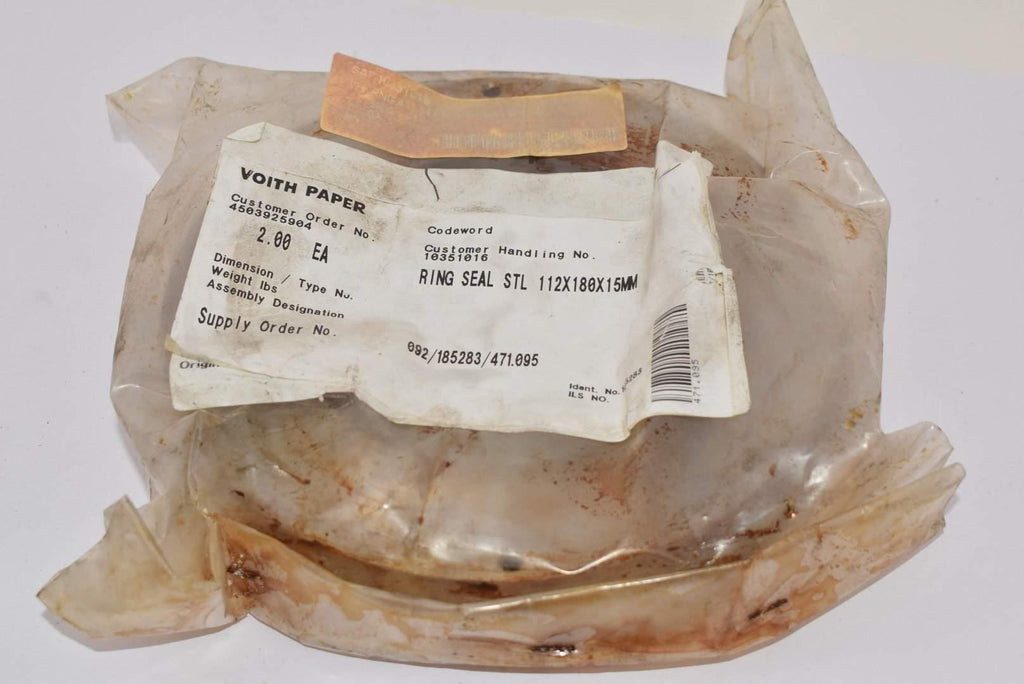 VOITH PAPER
Customer Order No.
4503925904
2.00 EA
Dimension / Type No.
Weight lbs
Assembly Designation
Supply Order No.
Codeword
Customer Handling No.
10351016
RING SEAL STL 112X180X15MM
092/185283/471.095
Ident. No.
ILS NO.
471.095